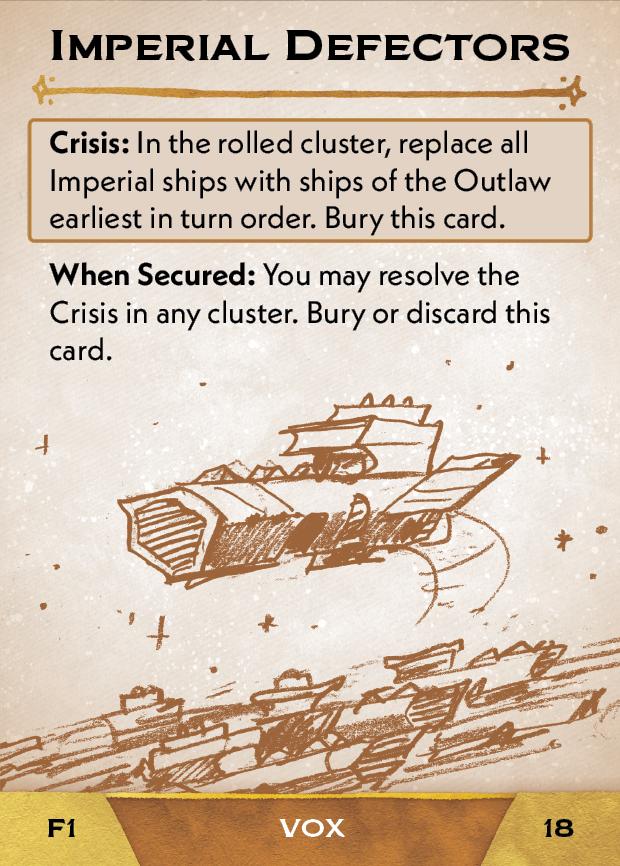 Imperial Defectors
Crisis: In the rolled cluster, replace all
Imperial ships with ships of the Outlaw
earliest in turn order. Bury this card.
When Secured: You may resolve the
Crisis in any cluster. Bury or discard this
card.
F1 VOX 18